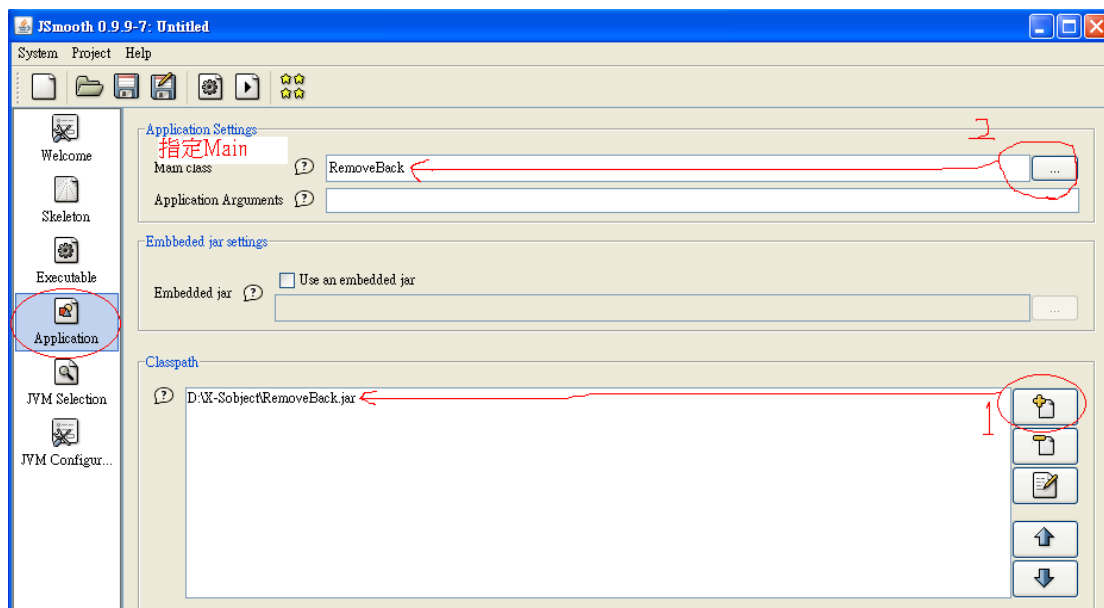 JSmooth 0.9.9-7: Untitled
System Project Help
Welcome
Skeleton
Executable
Application
JVM Selection
JVM Configur...
Application Settings
指定Main
2
Main class
RemoveBack
...
Application Arguments
Embbeded jar settings
Use an embedded jar
Embedded jar
...
Classpath
D:\X-Sobject\RemoveBack.jar
1